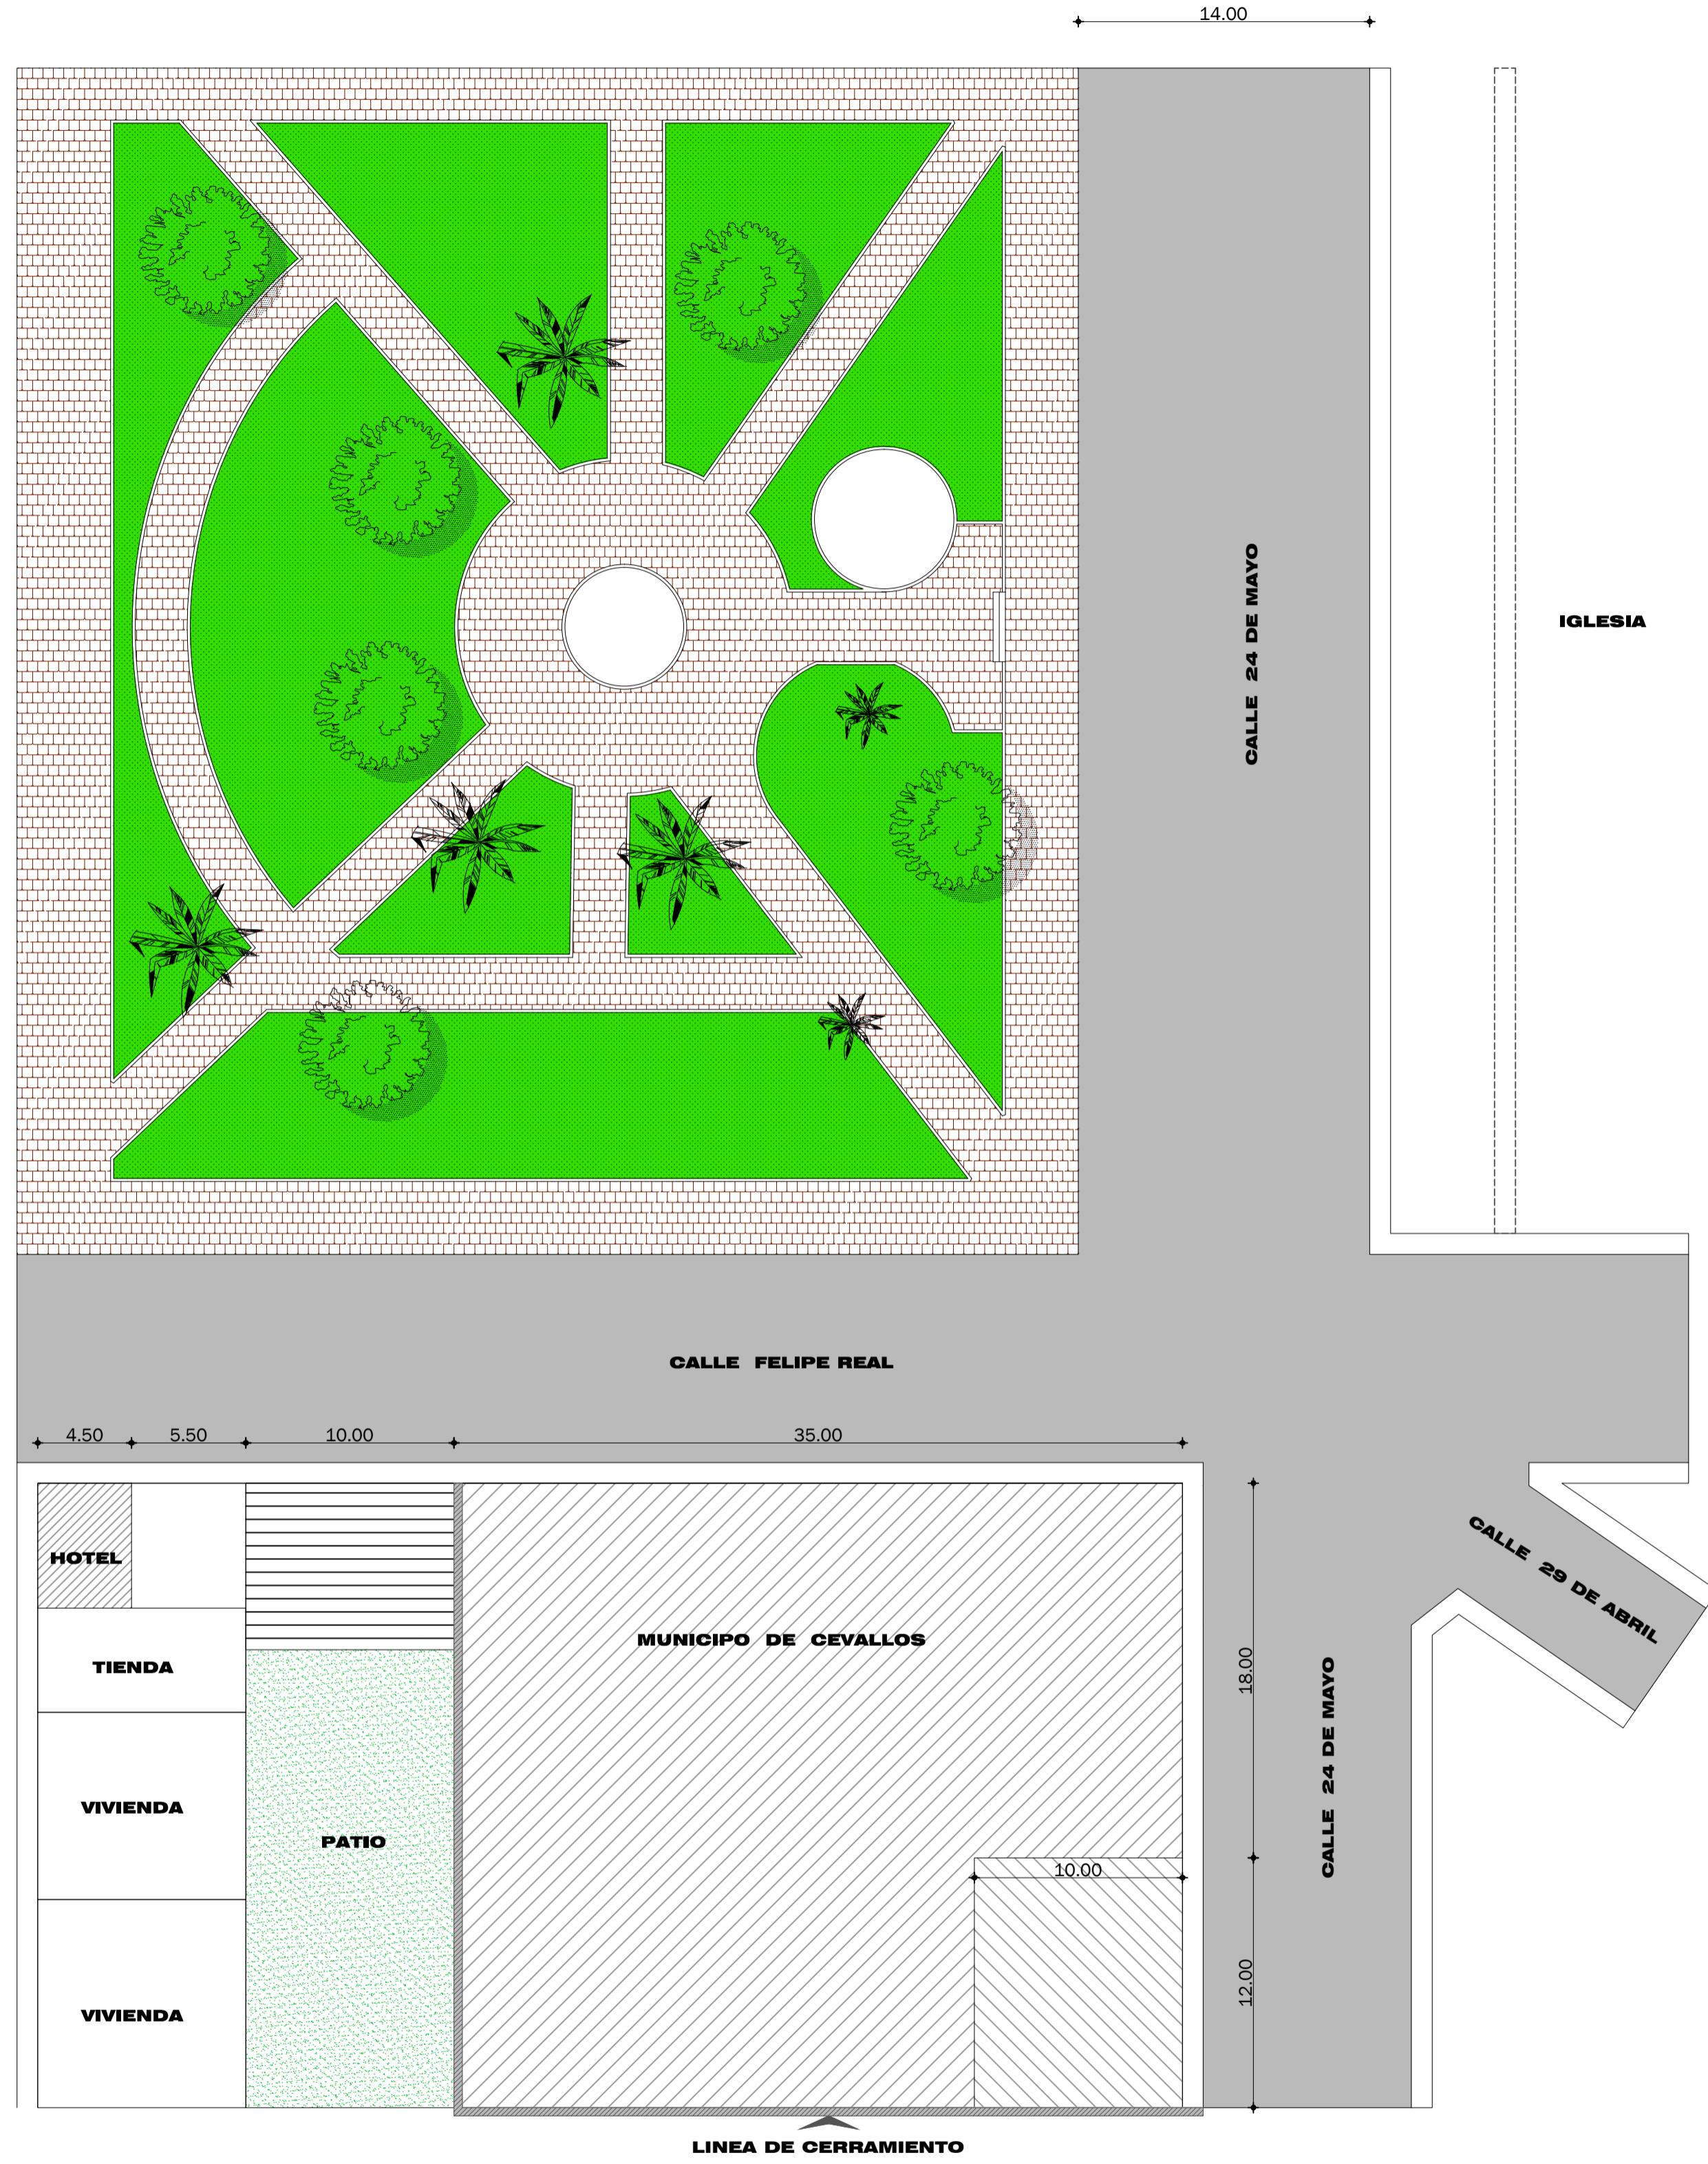 14.00
CALLE 24 DE MAYO
IGLESIA
CALLE FELIPE REAL
4.50
5.50
10.00
35.00
HOTEL
CALLE 29 DE ABRIL
MUNICIPO DE CEVALLOS
TIENDA
18.00
CALLE 24 DE MAYO
VIVIENDA
PATIO
10.00
12.00
VIVIENDA
LINEA DE CERRAMIENTO